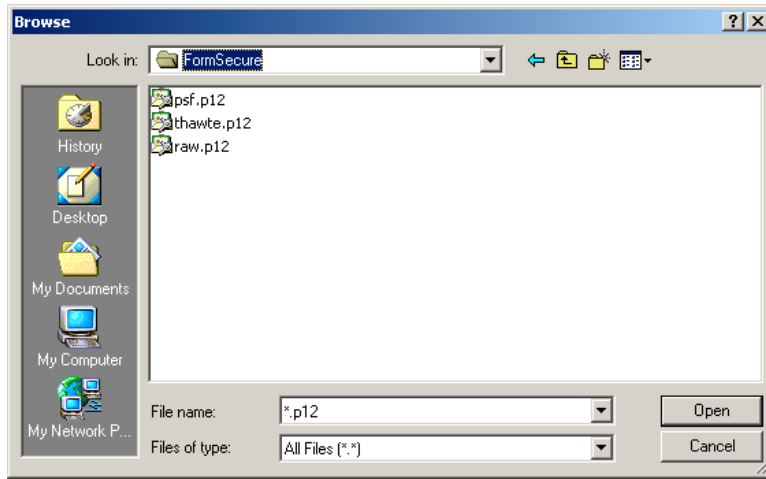 Browse
Look in: FormSecure
psf.p12
thawte.p12
raw.p12
History
Desktop
My Documents
My Computer
My Network P...
File name: *.p12 Open
Files of type: All Files (*.*) Cancel